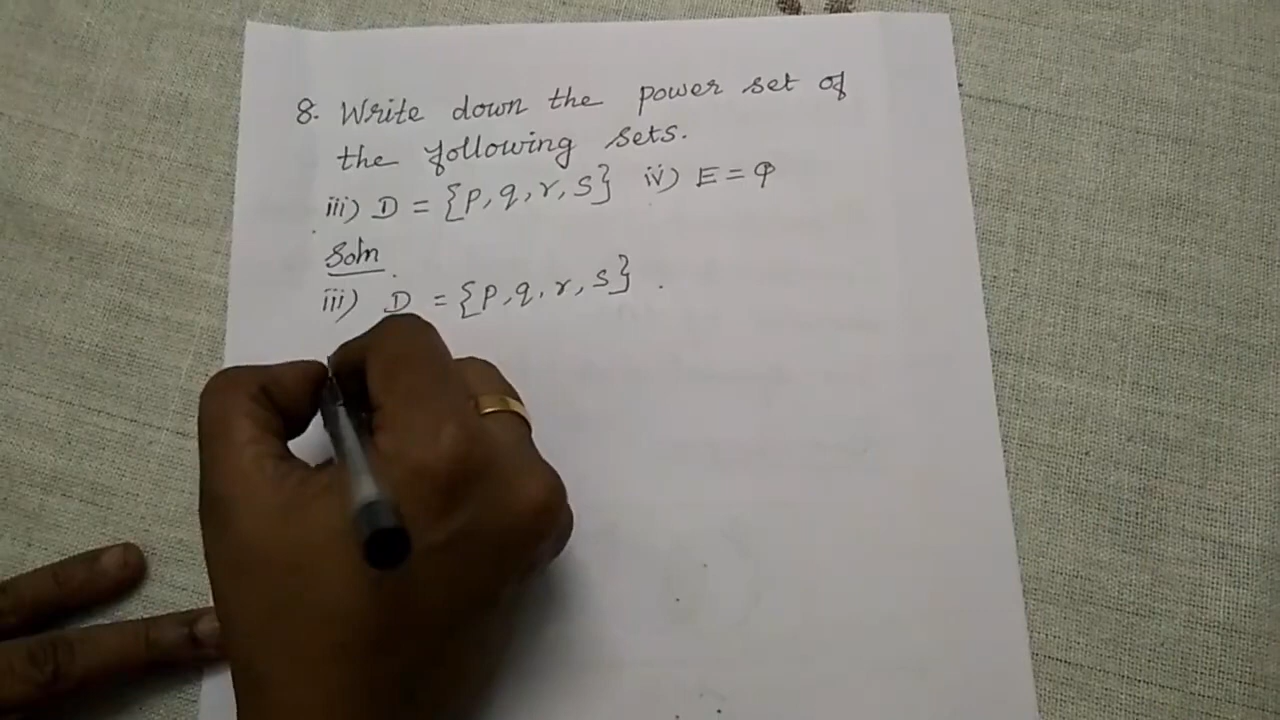 8. Write down the power set of
the following sets.
iii) D = {p, q, r, s} iv) E = φ
Soln
iii) D = {p, q, r, s}.